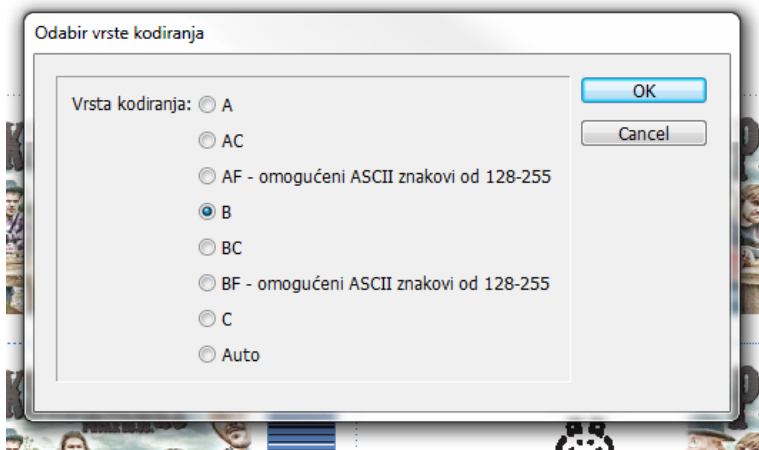 Odabir vrste kodiranja
Vrsta kodiranja:
A
AC
AF - omogućeni ASCII znakovi od 128-255
B
BC
BF - omogućeni ASCII znakovi od 128-255
C
Auto
OK
Cancel